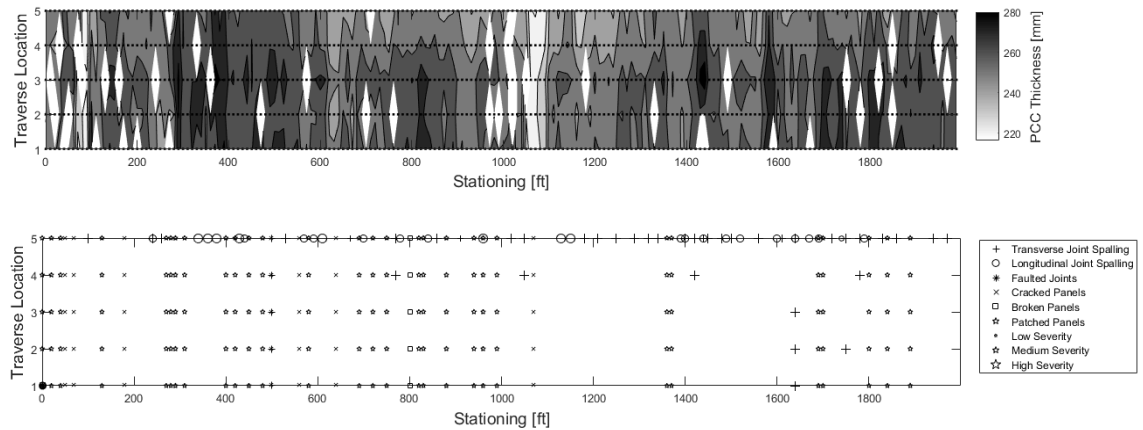 5
4
3
2
1
Traverse Location
0 200 400 600 800 1000 1200 1400 1600 1800
Stationing [ft]
280
260
240
220
PCC Thickness [mm]
5
4
3
2
1
Traverse Location
0 200 400 600 800 1000 1200 1400 1600 1800
Stationing [ft]
Transverse Joint Spalling
Longitudinal Joint Spalling
Faulted Joints
Cracked Panels
Broken Panels
Patched Panels
Low Severity
Medium Severity
High Severity